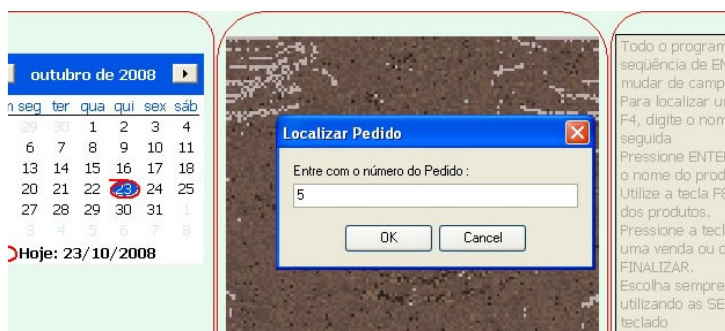 outubro de 2008
seg ter qua qui sex sáb
29 30 1 2 3 4
6 7 8 9 10 11
13 14 15 16 17 18
20 21 22 23 24 25
27 28 29 30 31 1
3 4 5 6 7 8
Hoje: 23/10/2008
Localizar Pedido
Entre com o número do Pedido :
5
OK Cancel
Todo o program
seqüência de EN
mudar de camp
Para localizar u
F4, digite o nom
seguida
Pressione ENTE
o nome do prod
Utilize a tecla F
dos produtos.
Pressione a tecl
uma venda ou o
FINALIZAR.
Escolha sempre
utilizando as SE
teclado